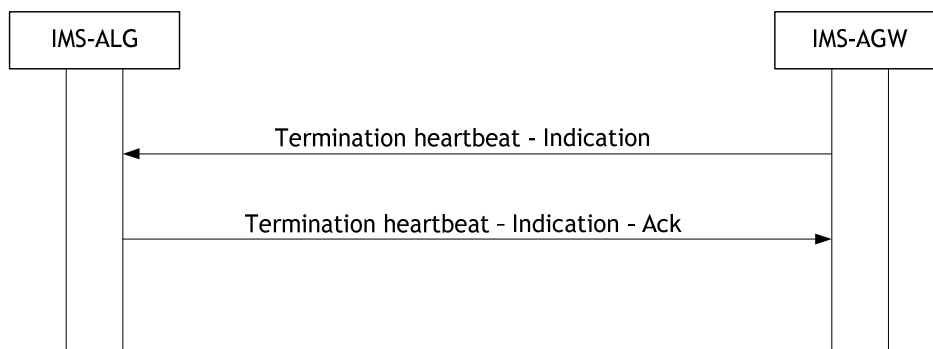 IMS-ALG
IMS-AGW
Termination heartbeat - Indication
Termination heartbeat – Indication – Ack